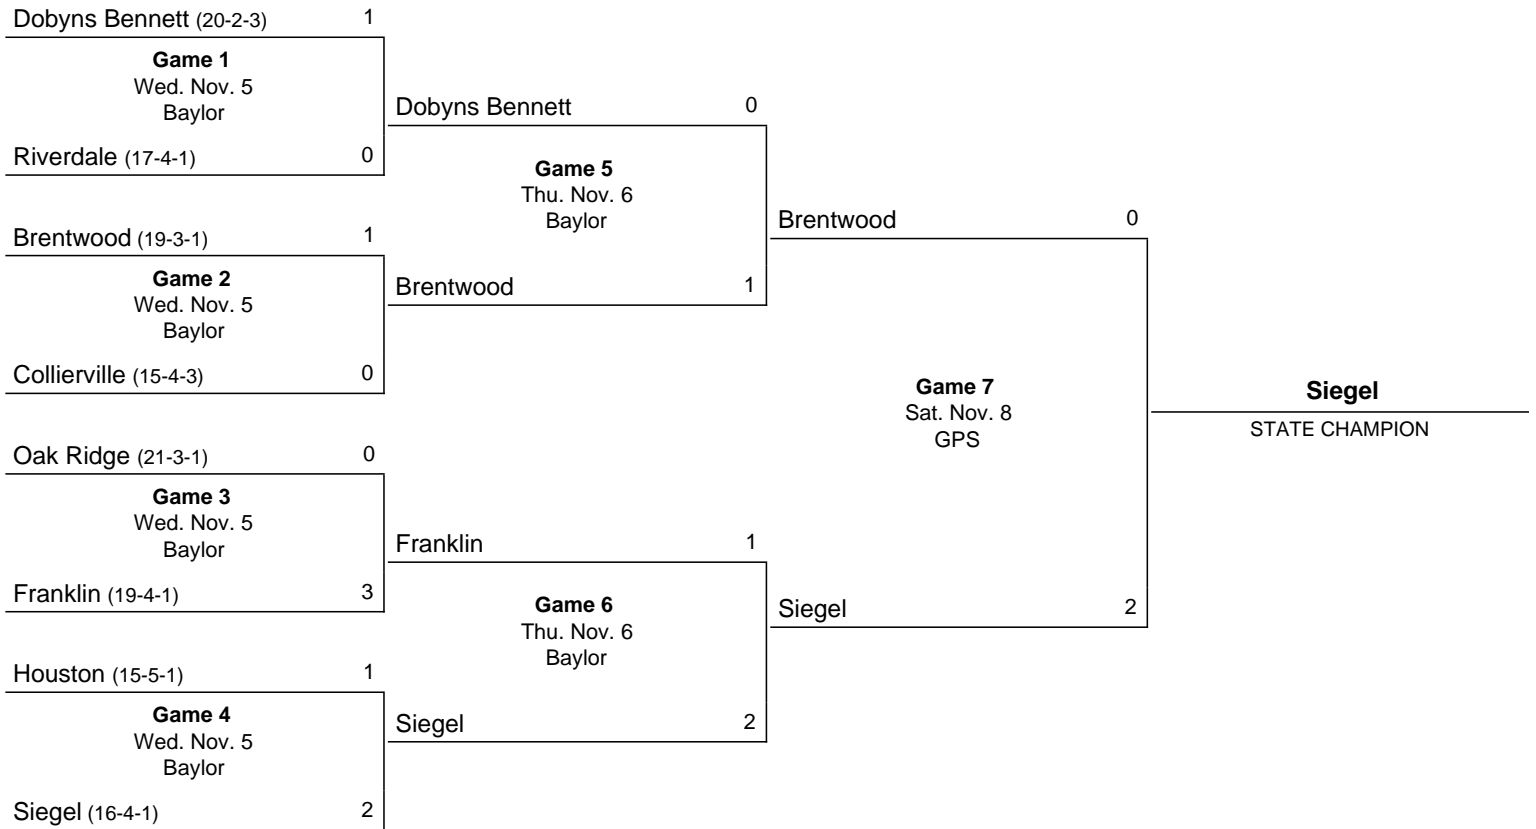 Dobyns Bennett (20-2-3) 1
Game 1
Wed. Nov. 5
Baylor
Riverdale (17-4-1) 0
Brentwood (19-3-1) 1
Game 2
Wed. Nov. 5
Baylor
Collierville (15-4-3) 0
Oak Ridge (21-3-1) 0
Game 3
Wed. Nov. 5
Baylor
Franklin (19-4-1) 3
Houston (15-5-1) 1
Game 4
Wed. Nov. 5
Baylor
Siegel (16-4-1) 2
Dobyns Bennett 0
Game 5
Thu. Nov. 6
Baylor
Brentwood 1
Franklin 1
Game 6
Thu. Nov. 6
Baylor
Siegel 2
Brentwood 0
Game 7
Sat. Nov. 8
GPS
Siegel 2
Siegel
STATE CHAMPION